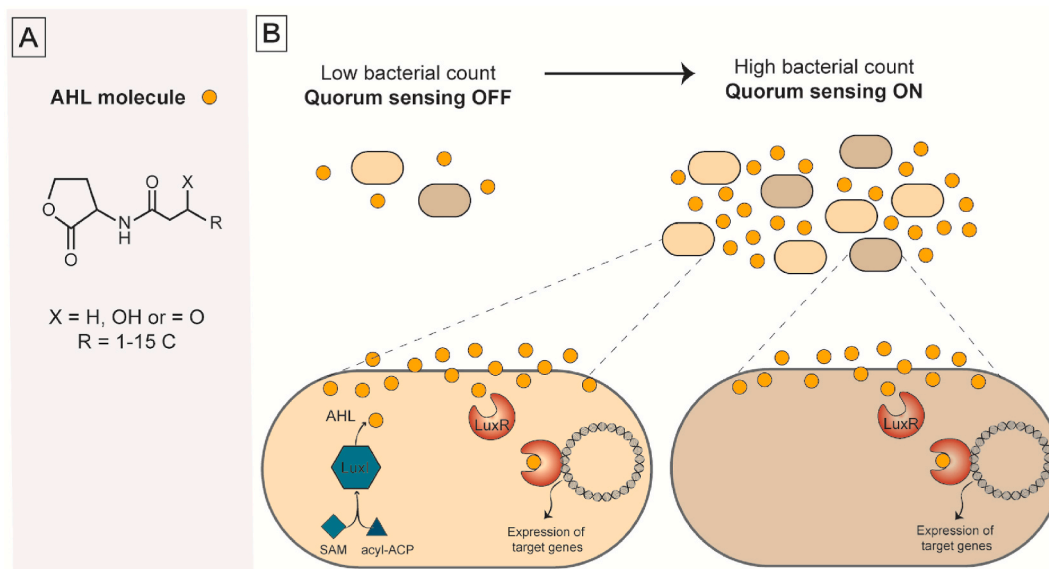 A
AHL molecule
O
X
O
N
H
R
O
X = H, OH or = O
R = 1-15 C
B
Low bacterial count
Quorum sensing OFF
High bacterial count
Quorum sensing ON
AHL
LuxR
LuxI
SAM
acyl-ACP
Expression of
target genes
LuxR
Expression of
target genes